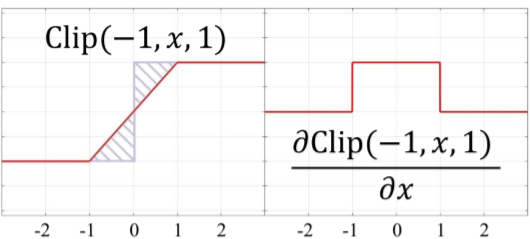 Clip(−1, x, 1)
∂Clip(−1, x, 1)
∂x
-2 -1 0 1 2 -2 -1 0 1 2